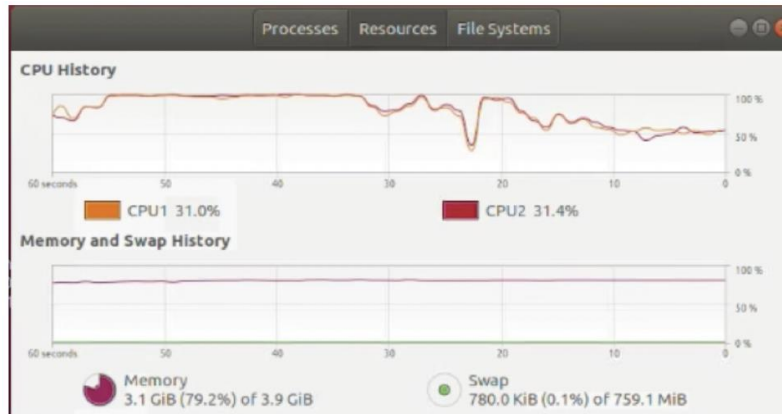 Processes Resources File Systems
CPU History
100 %
50 %
0 %
60 seconds 50 40 30 20 10 0
CPU1 31.0% CPU2 31.4%
Memory and Swap History
100 %
50 %
0 %
60 seconds 50 40 30 20 10 0
Memory Swap
3.1 GiB (79.2%) of 3.9 GiB 780.0 KiB (0.1%) of 759.1 MiB